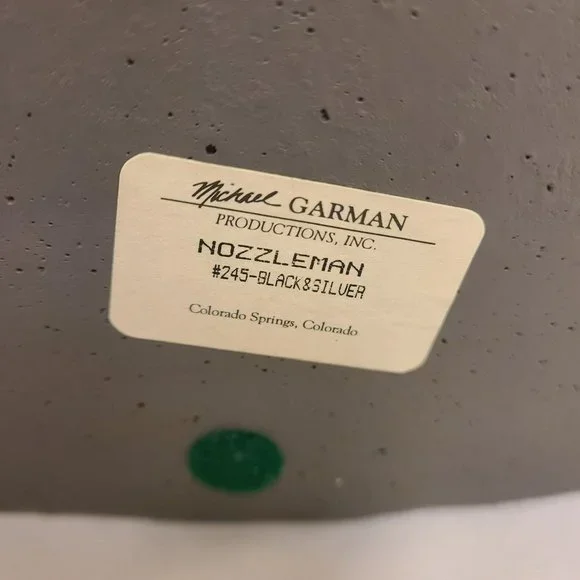 Michael GARMAN
PRODUCTIONS, INC.
NOZZLEMAN
#245-BLACK&SILVER
Colorado Springs, Colorado